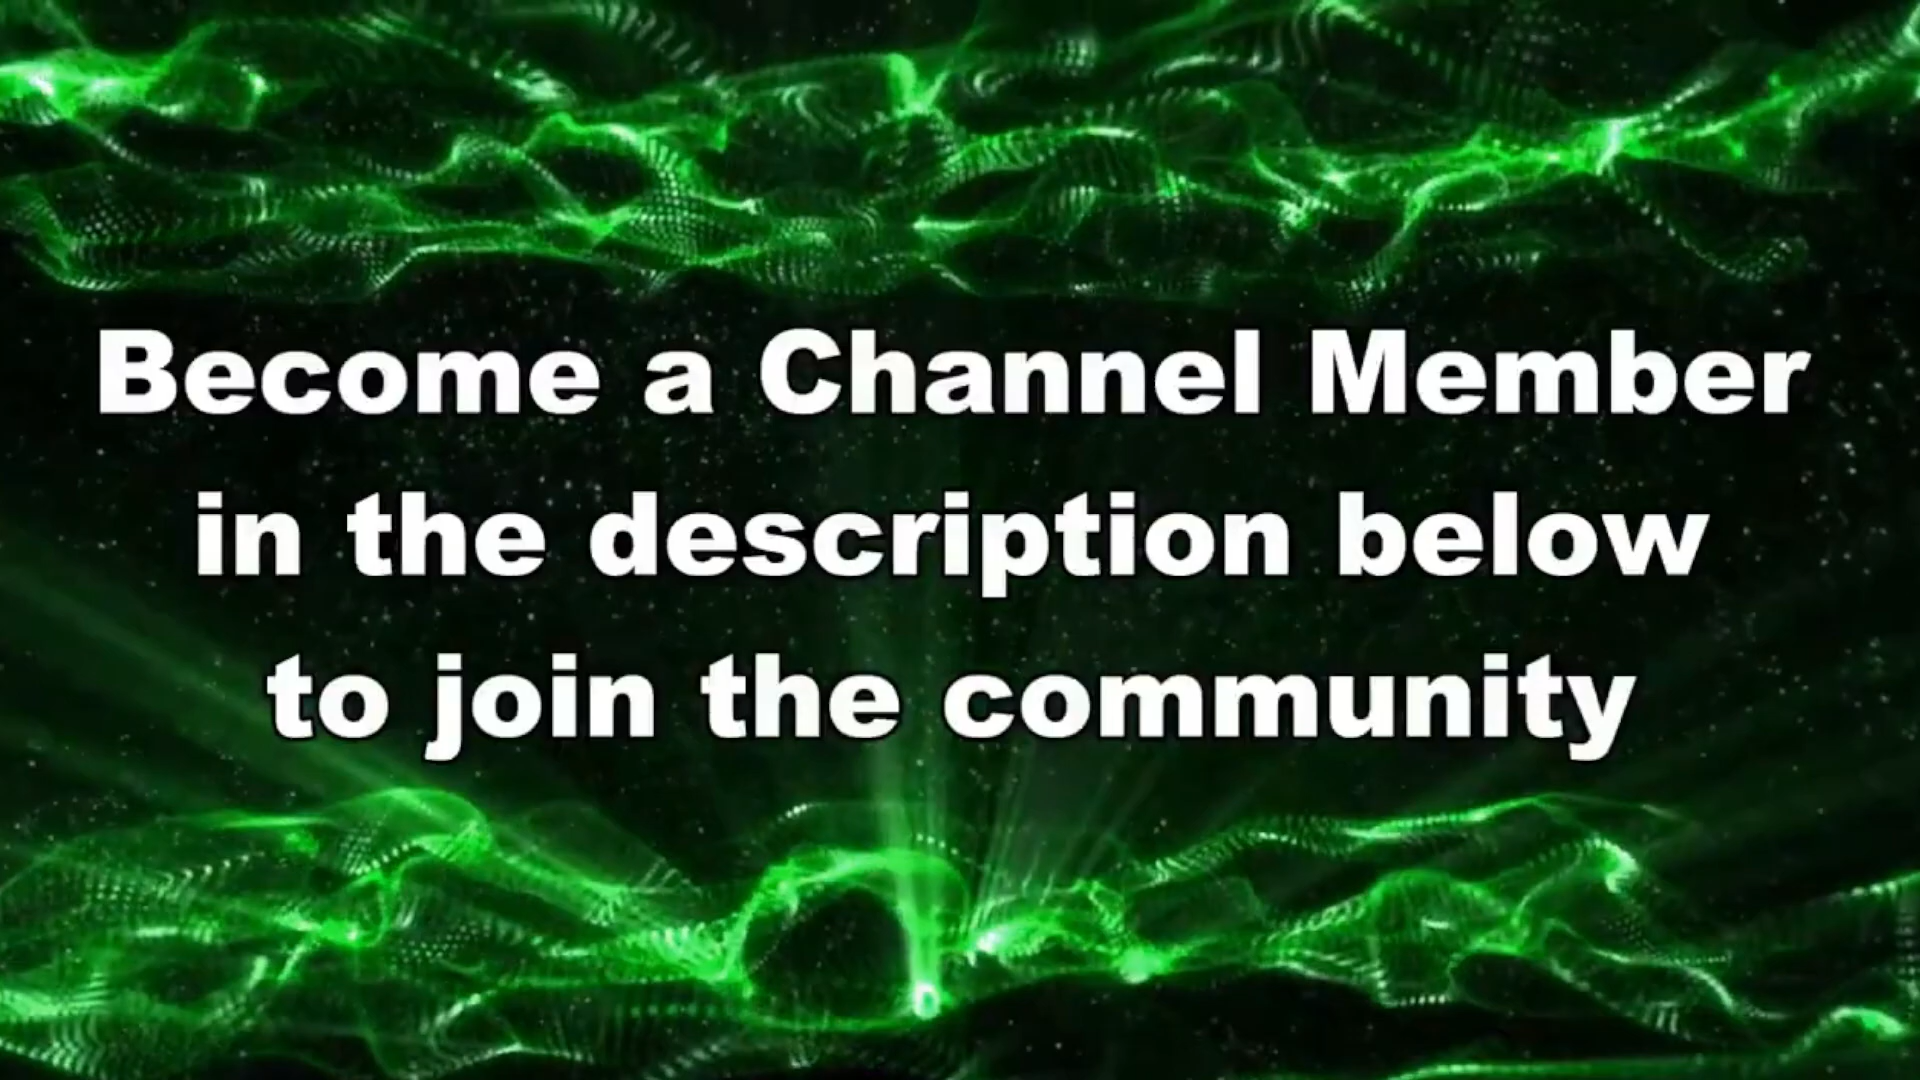 Become a Channel Member
in the description below
to join the community